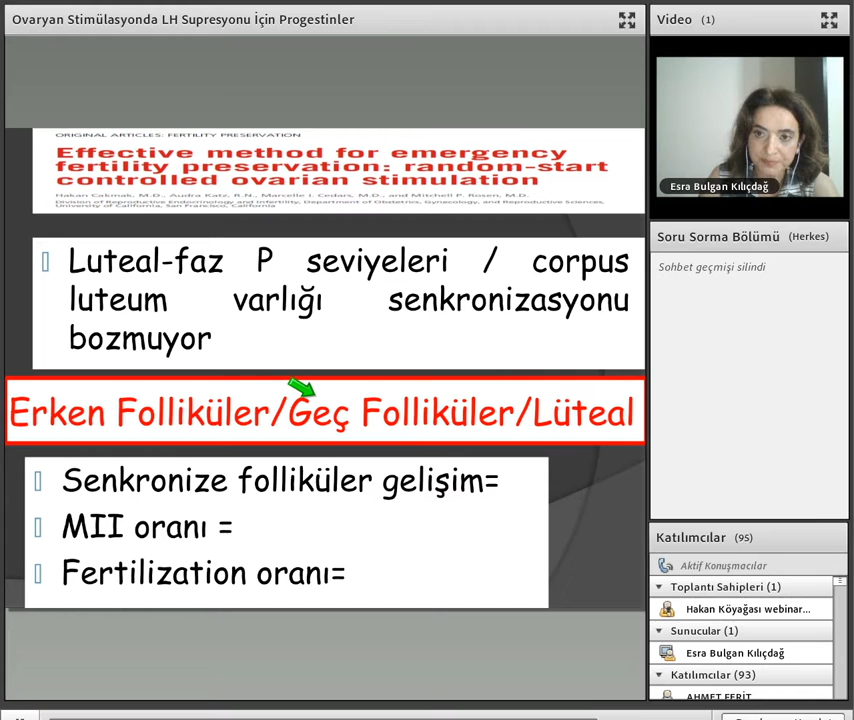 Ovaryan Stimülasyonda LH Supresyonu İçin Progestinler
ORIGINAL ARTICLES: FERTILITY PRESERVATION
Effective method for emergency
fertility preservation: random-start
controlled ovarian stimulation
Hakan Cakmak, M.D., Audra Katz, R.N., Marcelle I. Cedars, M.D., and Mitchell P. Rosen, M.D.
Division of Reproductive Endocrinology and Infertility, Department of Obstetrics, Gynecology, and Reproductive Sciences,
University of California, San Francisco, California
Luteal-faz P seviyeleri / corpus
luteum varlığı senkronizasyonu
bozmuyor
Erken Folliküler/Geç Folliküler/Lüteal
Senkronize folliküler gelişim=
MII oranı =
Fertilization oranı=
Video (1)
Esra Bulgan Kılıçdağ
Soru Sorma Bölümü (Herkes)
Sohbet geçmişi silindi
Katılımcılar (95)
Aktif Konuşmacılar
Toplantı Sahipleri (1)
Hakan Köyağası webinar...
Sunucular (1)
Esra Bulgan Kılıçdağ
Katılımcılar (93)
AHMET FERİT